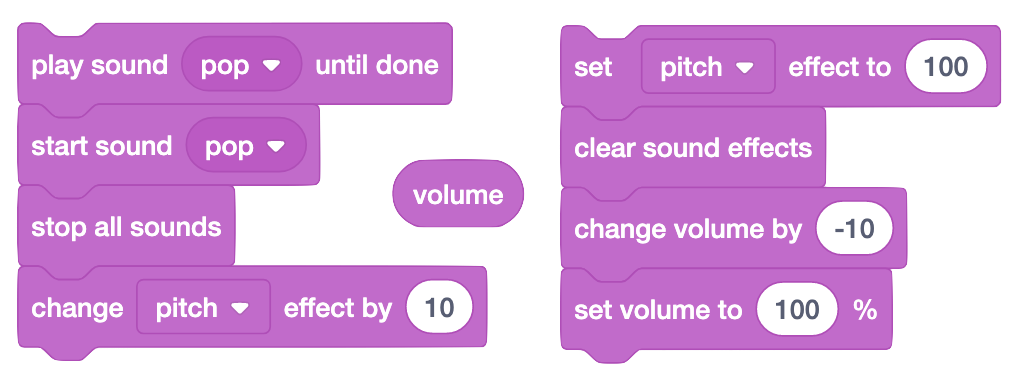 play sound pop until done
start sound pop
stop all sounds
change pitch effect by 10
volume
set pitch effect to 100
clear sound effects
change volume by -10
set volume to 100 %